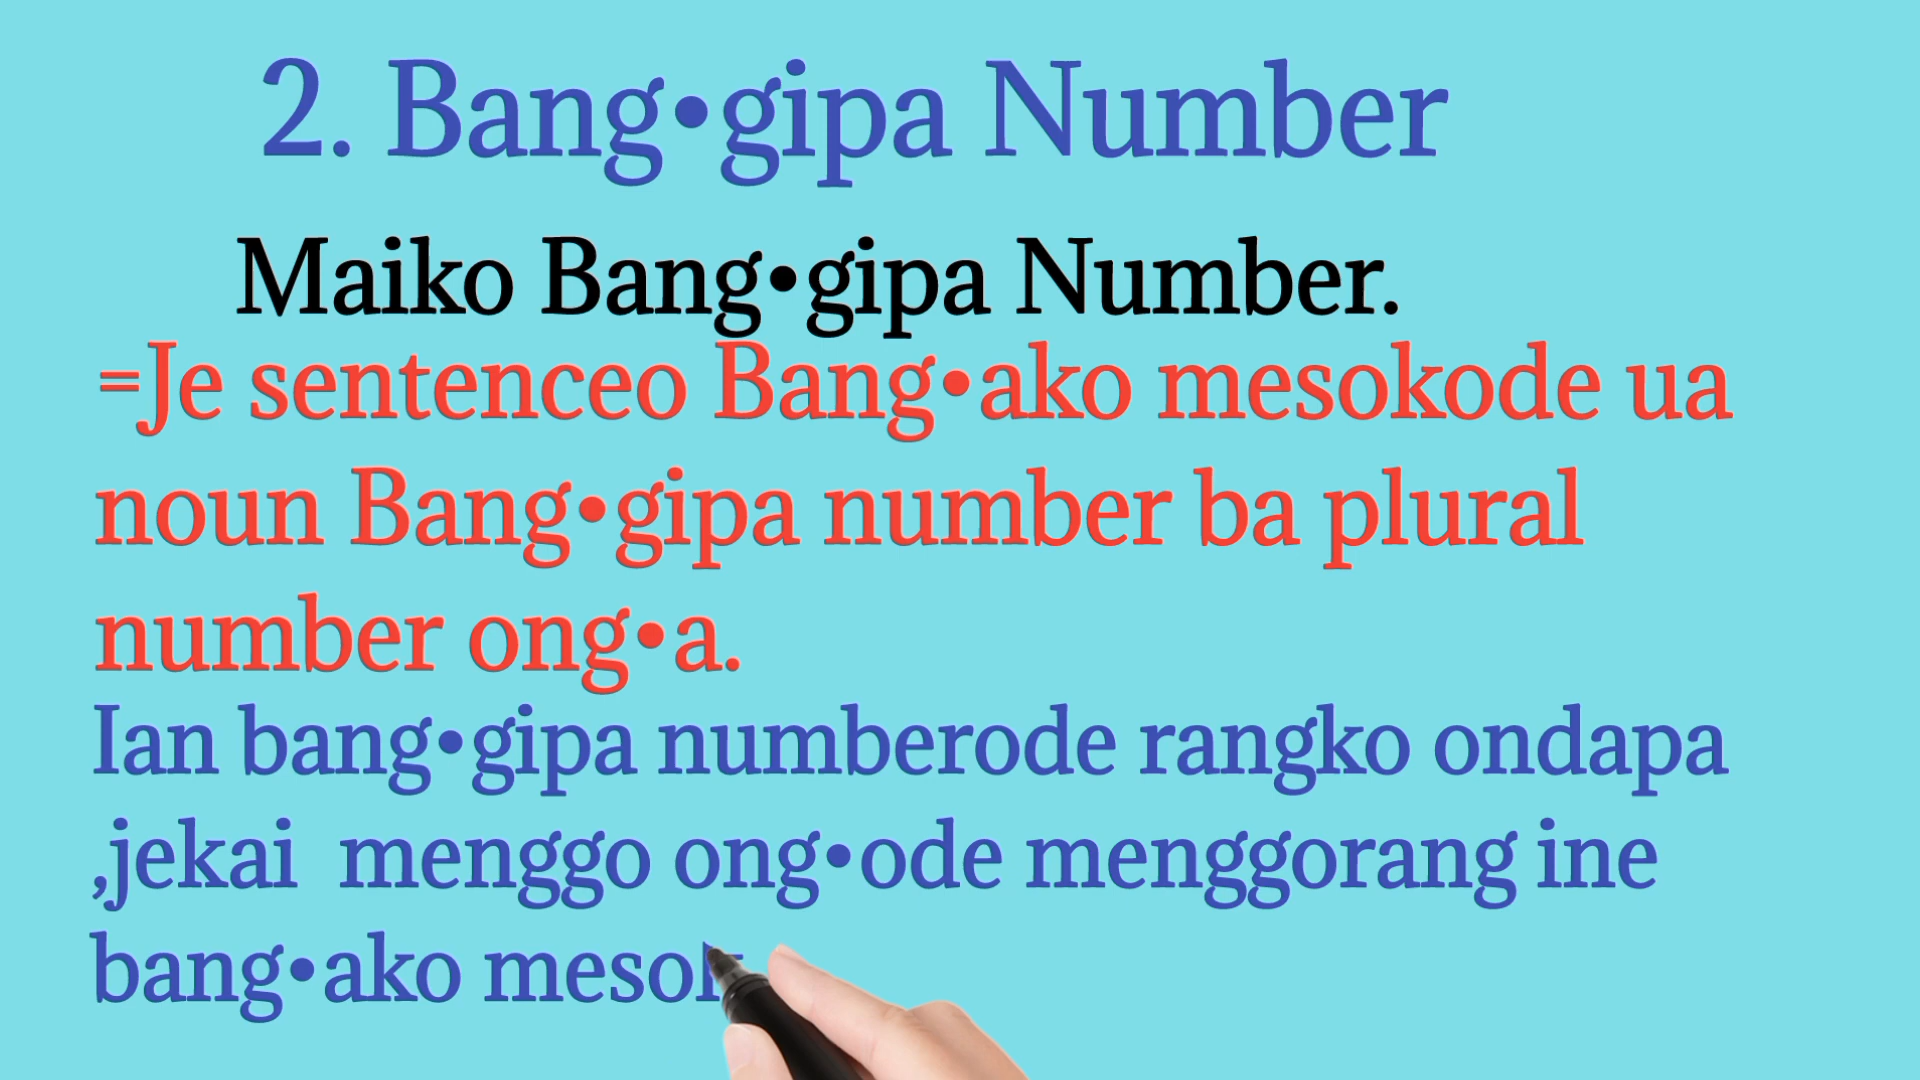 2. Bang•gipa Number
Maiko Bang•gipa Number.
=Je sentenceo Bang•ako mesokode ua
noun Bang•gipa number ba plural
number ong•a.
Ian bang•gipa numberode rangko ondapa
,jekai menggo ong•ode menggorang ine
bang•ako